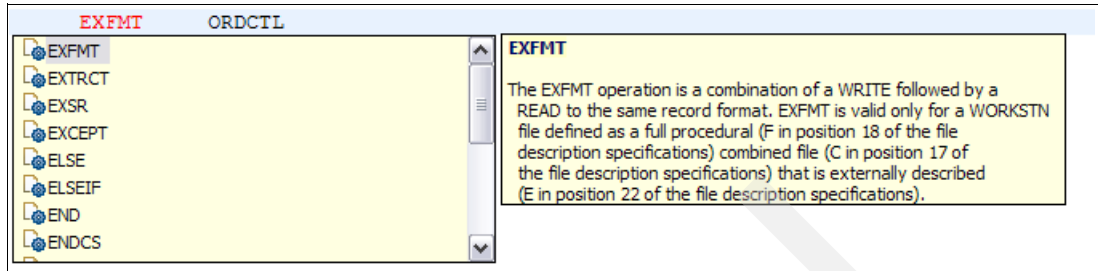 EXFMT ORDCTL
EXFMT
EXTRCT
EXSR
EXCEPT
ELSE
ELSEIF
END
ENDCS
EXFMT
The EXFMT operation is a combination of a WRITE followed by a
READ to the same record format. EXFMT is valid only for a WORKSTN
file defined as a full procedural (F in position 18 of the file
description specifications) combined file (C in position 17 of
the file description specifications) that is externally described
(E in position 22 of the file description specifications).